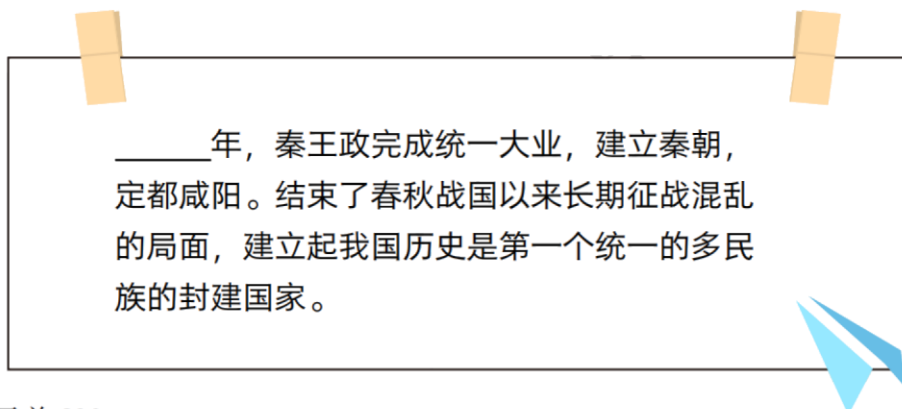 ______年，秦王政完成统一大业，建立秦朝，
定都咸阳。结束了春秋战国以来长期征战混乱
的局面，建立起我国历史是第一个统一的多民
族的封建国家。